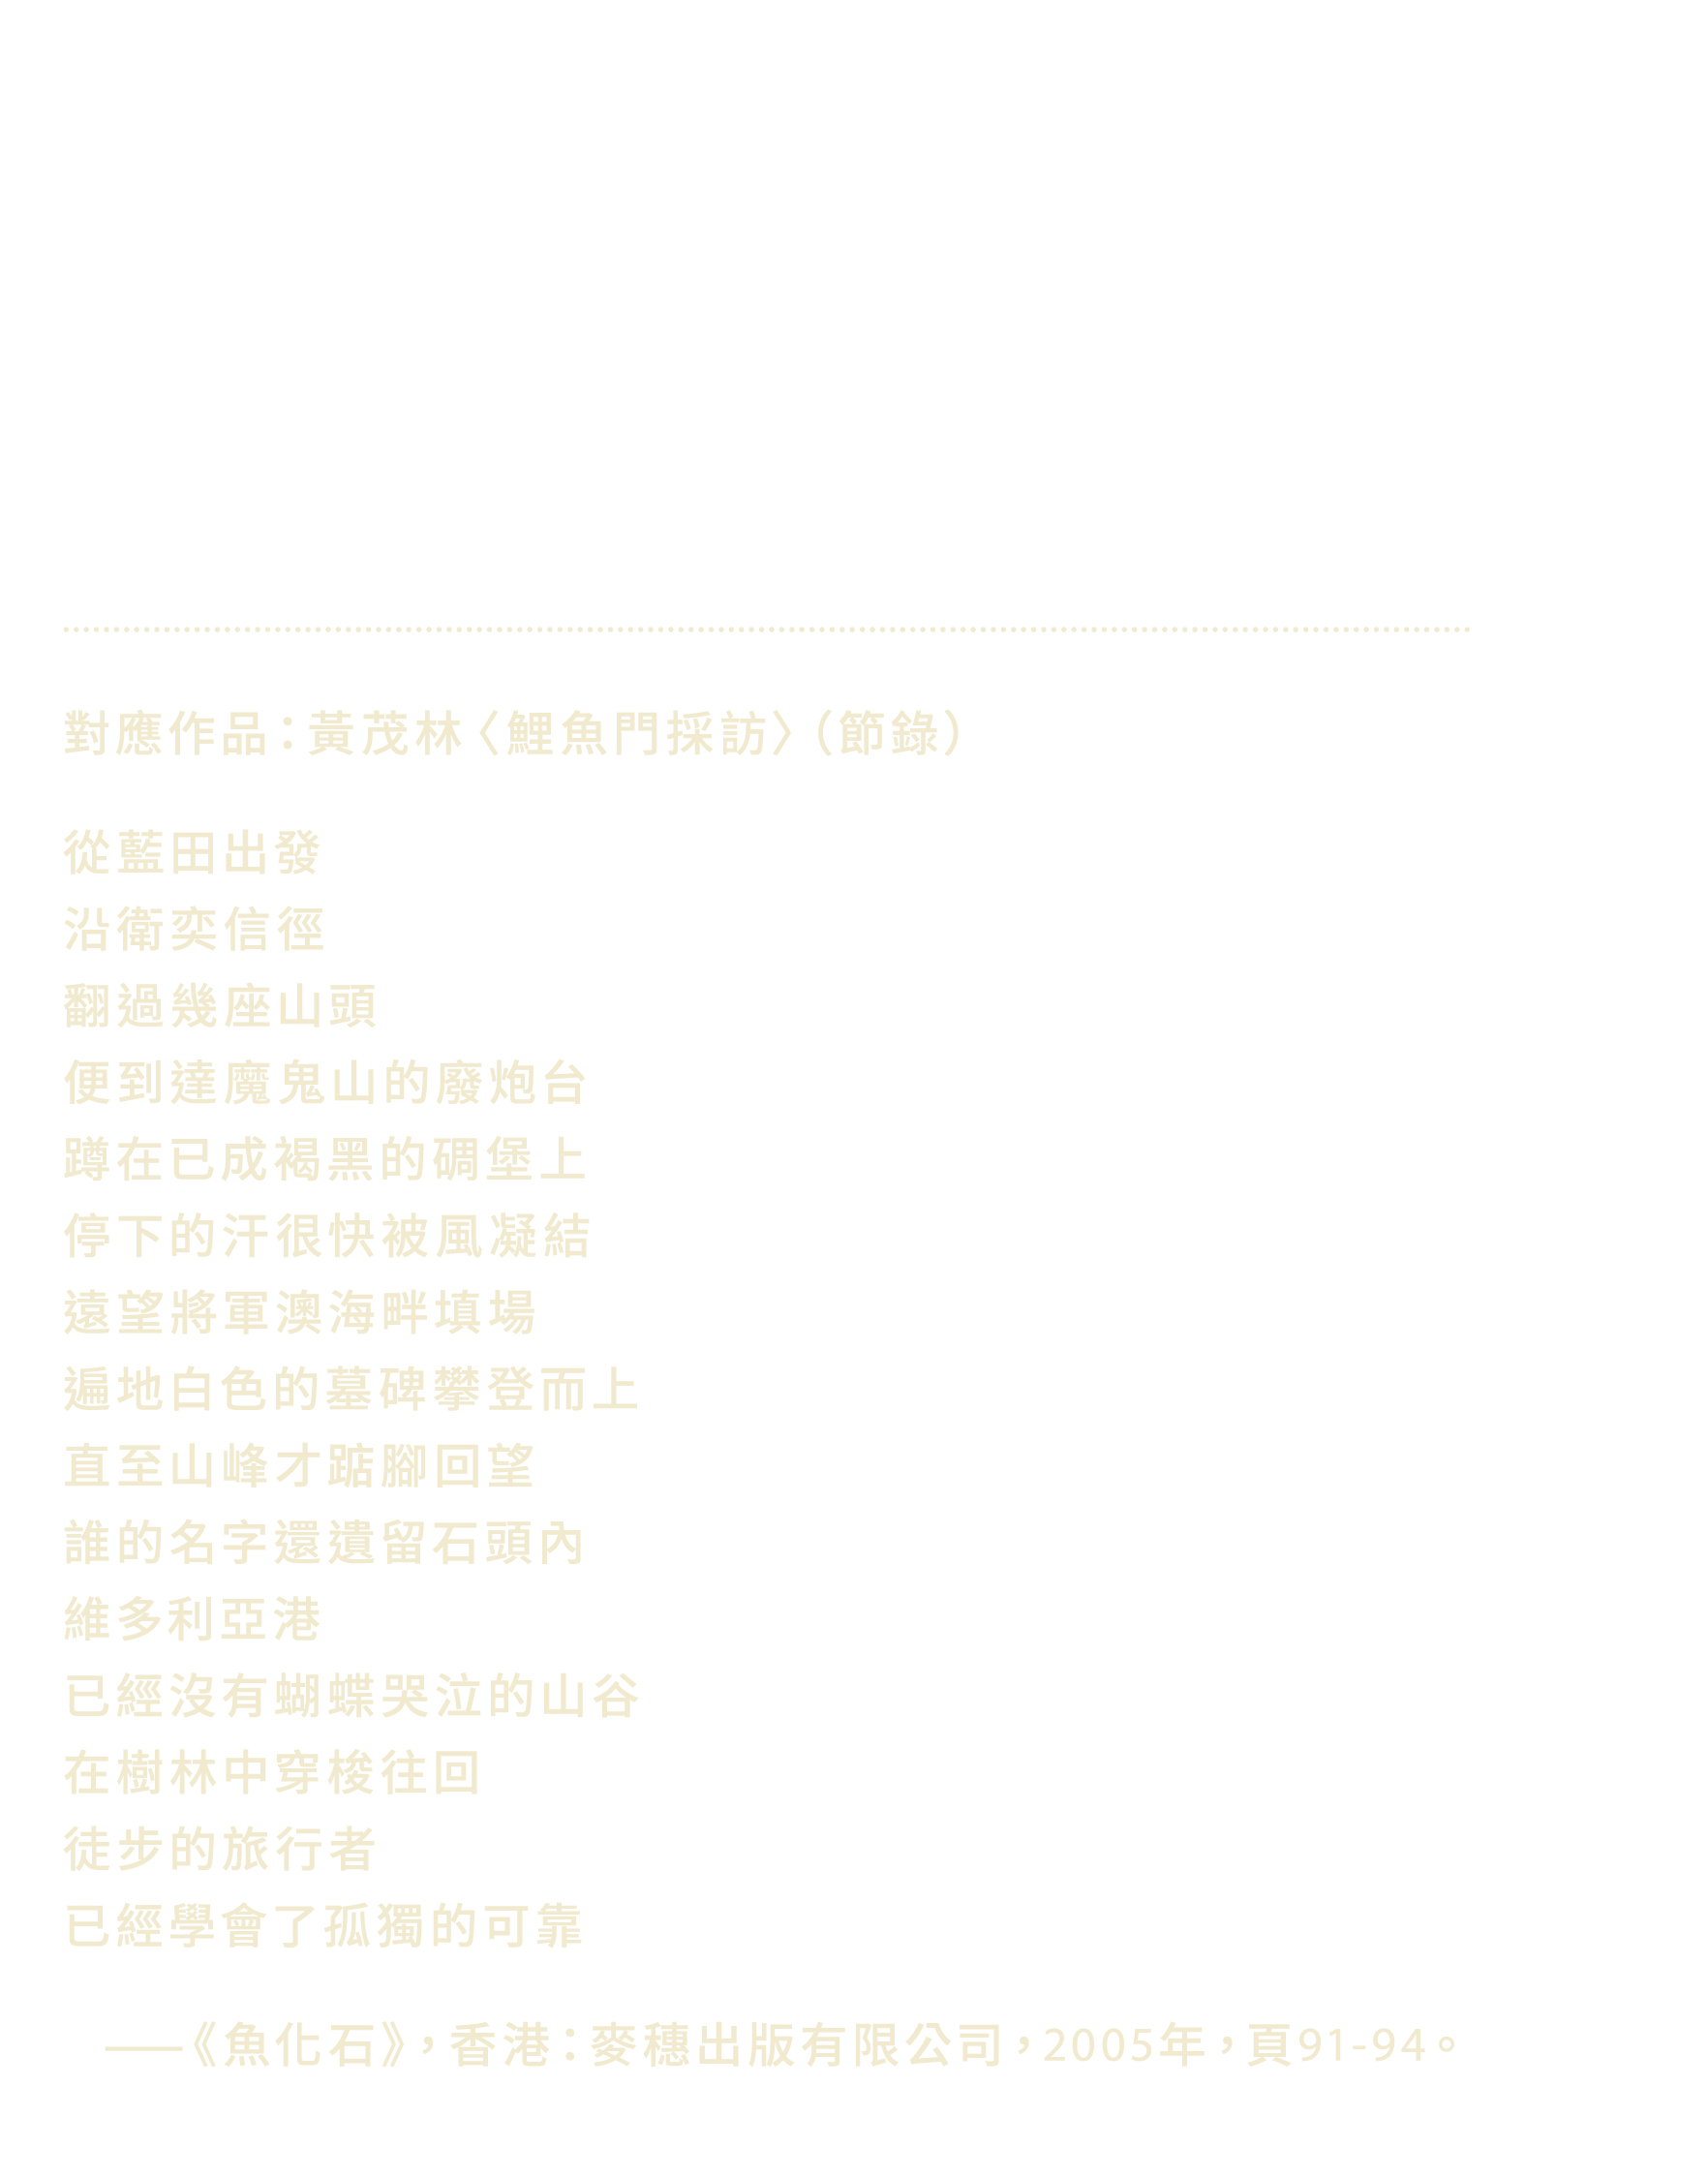 對應作品：黃茂林〈鯉魚門採訪〉（節錄）
從藍田出發
沿衛奕信徑
翻過幾座山頭
便到達魔鬼山的廢炮台
蹲在已成褐黑的碉堡上
停下的汗很快被風凝結
遠望將軍澳海畔墳場
遍地白色的墓碑攀登而上
直至山峰才踮腳回望
誰的名字還遺留石頭內
維多利亞港
已經沒有蝴蝶哭泣的山谷
在樹林中穿梭往回
徒步的旅行者
已經學會了孤獨的可靠
——《魚化石》，香港：麥穗出版有限公司，2005年，頁91-94。